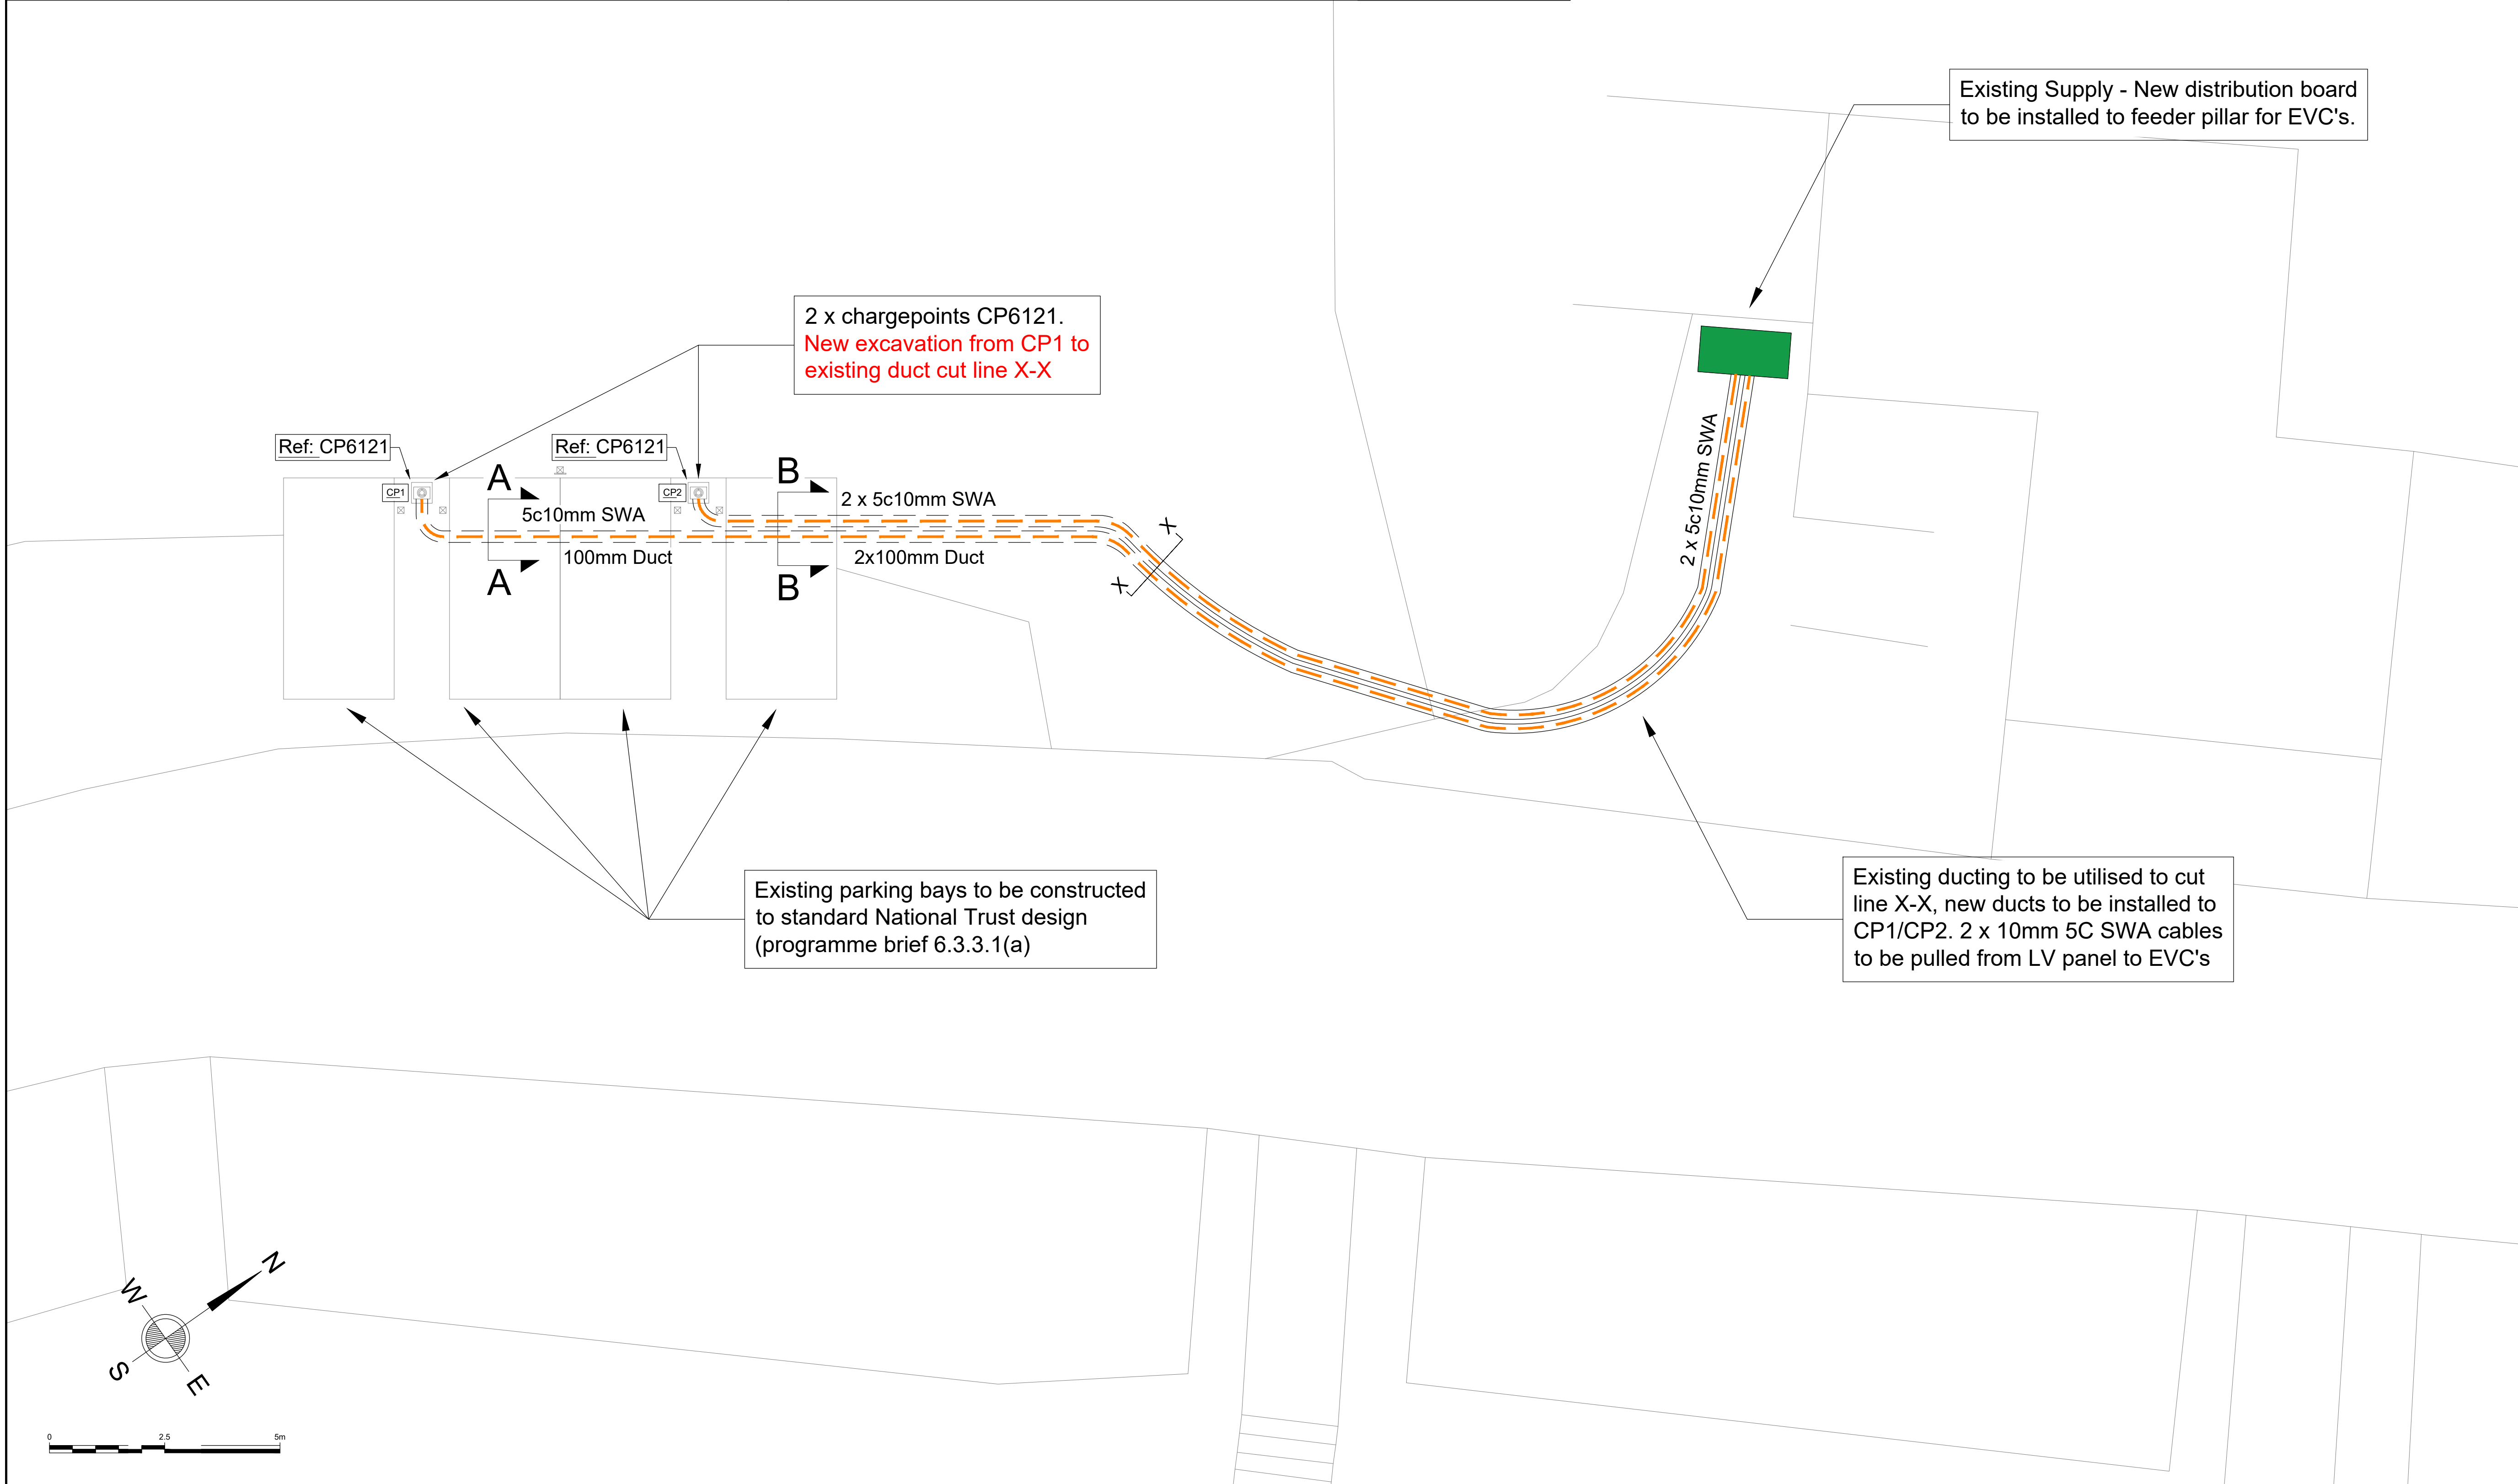 Existing Supply - New distribution board
to be installed to feeder pillar for EVC's.
2 x chargepoints CP6121.
New excavation from CP1 to
existing duct cut line X-X
Ref: CP6121
Ref: CP6121
CP1
CP2
A
A
B
B
5c10mm SWA
100mm Duct
2 x 5c10mm SWA
2x100mm Duct
X
X
2 x 5c10mm SWA
Existing parking bays to be constructed
to standard National Trust design
(programme brief 6.3.3.1(a)
Existing ducting to be utilised to cut
line X-X, new ducts to be installed to
CP1/CP2. 2 x 10mm 5C SWA cables
to be pulled from LV panel to EVC's
N
W
S
E
0 2.5 5m